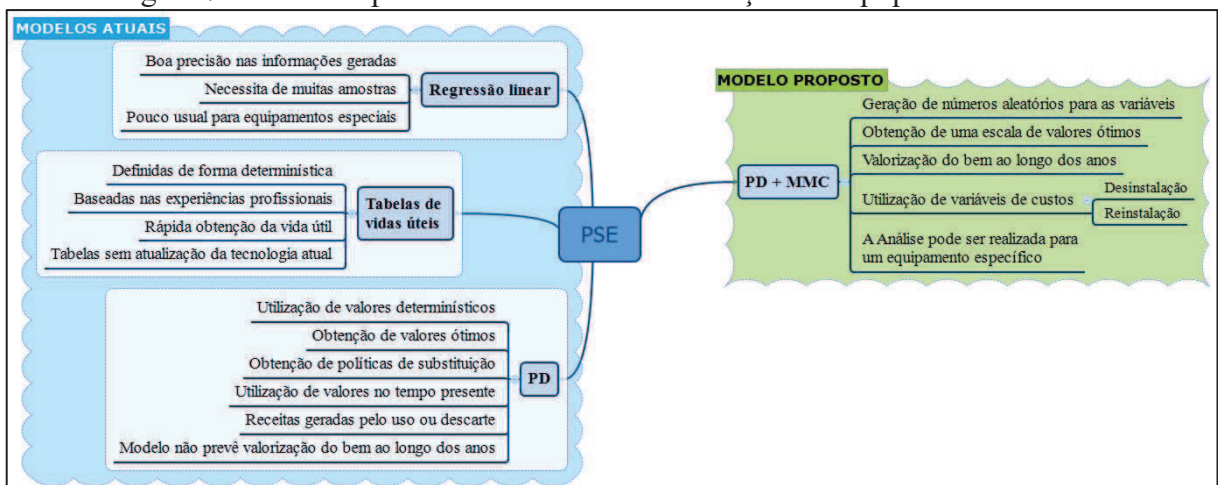 MODELOS ATUAIS
Boa precisão nas informações geradas
Necessita de muitas amostras
Pouco usual para equipamentos especiais
Regressão linear
Definidas de forma determinística
Baseadas nas experiências profissionais
Rápida obtenção da vida útil
Tabelas sem atualização da tecnologia atual
Tabelas de
vidas úteis
Utilização de valores determinísticos
Obtenção de valores ótimos
Obtenção de políticas de substituição
Utilização de valores no tempo presente
Receitas geradas pelo uso ou descarte
Modelo não prevê valorização do bem ao longo dos anos
PD
PSE
MODELO PROPOSTO
PD + MMC
Geração de números aleatórios para as variáveis
Obtenção de uma escala de valores ótimos
Valorização do bem ao longo dos anos
Utilização de variáveis de custos
Desinstalação
Reinstalação
A Análise pode ser realizada para
um equipamento específico